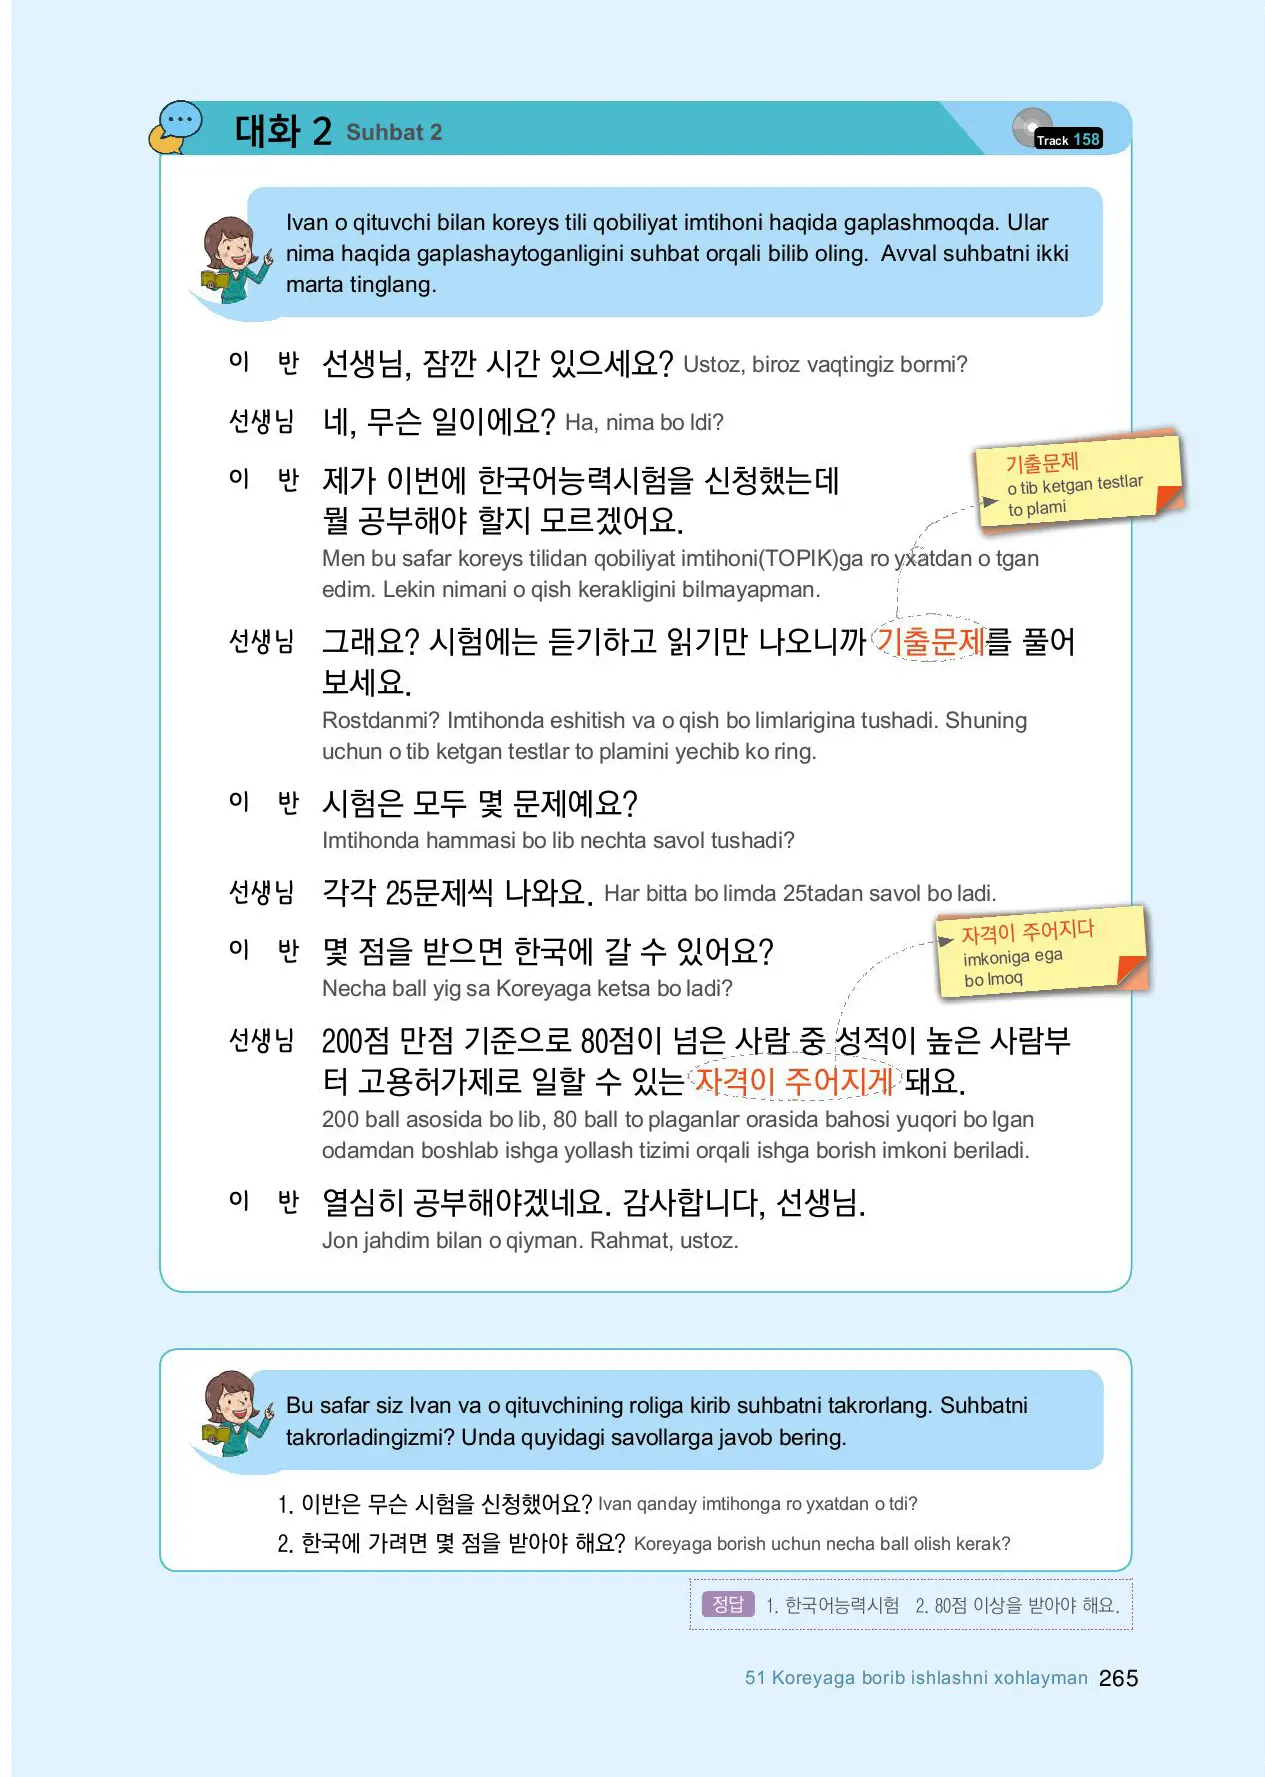 대화 2 Suhbat 2
Track 158
Ivan o qituvchi bilan koreys tili qobiliyat imtihoni haqida gaplashmoqda. Ular
nima haqida gaplashaytoganligini suhbat orqali bilib oling. Avval suhbatni ikki
marta tinglang.
이 반 선생님, 잠깐 시간 있으세요? Ustoz, biroz vaqtingiz bormi?
선생님 네, 무슨 일이에요? Ha, nima bo ldi?
이 반 제가 이번에 한국어능력시험을 신청했는데
뭘 공부해야 할지 모르겠어요.
Men bu safar koreys tilidan qobiliyat imtihoni(TOPIK)ga ro yxatdan o tgan
edim. Lekin nimani o qish kerakligini bilmayapman.
기출문제
o tib ketgan testlar
to plami
선생님 그래요? 시험에는 듣기하고 읽기만 나오니까 기출문제를 풀어
보세요.
Rostdanmi? Imtihonda eshitish va o qish bo limlarigina tushadi. Shuning
uchun o tib ketgan testlar to plamini yechib ko ring.
이 반 시험은 모두 몇 문제예요?
Imtihonda hammasi bo lib nechta savol tushadi?
선생님 각각 25문제씩 나와요. Har bitta bo limda 25tadan savol bo ladi.
이 반 몇 점을 받으면 한국에 갈 수 있어요?
Necha ball yig sa Koreyaga ketsa bo ladi?
자격이 주어지다
imkoniga ega
bo lmoq
선생님 200점 만점 기준으로 80점이 넘은 사람 중 성적이 높은 사람부
터 고용허가제로 일할 수 있는 자격이 주어지게 돼요.
200 ball asosida bo lib, 80 ball to plaganlar orasida bahosi yuqori bo lgan
odamdan boshlab ishga yollash tizimi orqali ishga borish imkoni beriladi.
이 반 열심히 공부해야겠네요. 감사합니다, 선생님.
Jon jahdim bilan o qiyman. Rahmat, ustoz.
Bu safar siz Ivan va o qituvchining roliga kirib suhbatni takrorlang. Suhbatni
takrorladingizmi? Unda quyidagi savollarga javob bering.
1. 이반은 무슨 시험을 신청했어요? Ivan qanday imtihonga ro yxatdan o tdi?
2. 한국에 가려면 몇 점을 받아야 해요? Koreyaga borish uchun necha ball olish kerak?
정답 1. 한국어능력시험 2. 80점 이상을 받아야 해요.
51 Koreyaga borib ishlashni xohlayman 265